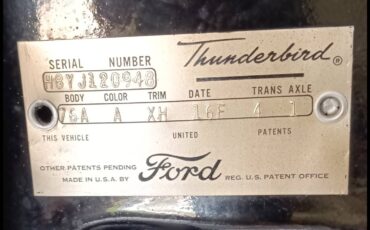 Thunderbird®
SERIAL NUMBER
H8YJ120948
BODY COLOR TRIM DATE TRANS AXLE
76A A XH 16F 4 1
THIS VEHICLE UNITED PATENTS
OTHER PATENTS PENDING
MADE IN U.S.A. BY Ford REG. U.S. PATENT OFFICE